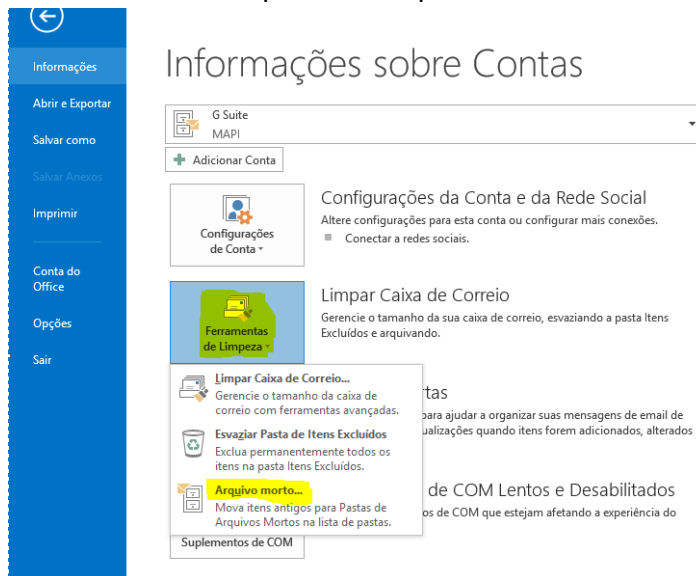 Informações
Abrir e Exportar
Salvar como
Salvar Anexos
Imprimir
Conta do
Office
Opções
Sair
Informações sobre Contas
G Suite
MAPI
Adicionar Conta
Configurações
de Conta
Configurações da Conta e da Rede Social
Altere configurações para esta conta ou configurar mais conexões.
Conectar a redes sociais.
Ferramentas
de Limpeza
Limpar Caixa de Correio
Gerencie o tamanho da sua caixa de correio, esvaziando a pasta Itens
Excluídos e arquivando.
Limpar Caixa de Correio...
Gerencie o tamanho da caixa de
correio com ferramentas avançadas.
Esvaziar Pasta de Itens Excluídos
Exclua permanentemente todos os
itens na pasta Itens Excluídos.
Arquivo morto...
Mova itens antigos para Pastas de
Arquivos Mortos na lista de pastas.
rtas
para ajudar a organizar suas mensagens de email de
ualizações quando itens forem adicionados, alterados
de COM Lentos e Desabilitados
os de COM que estejam afetando a experiência do
Suplementos de COM